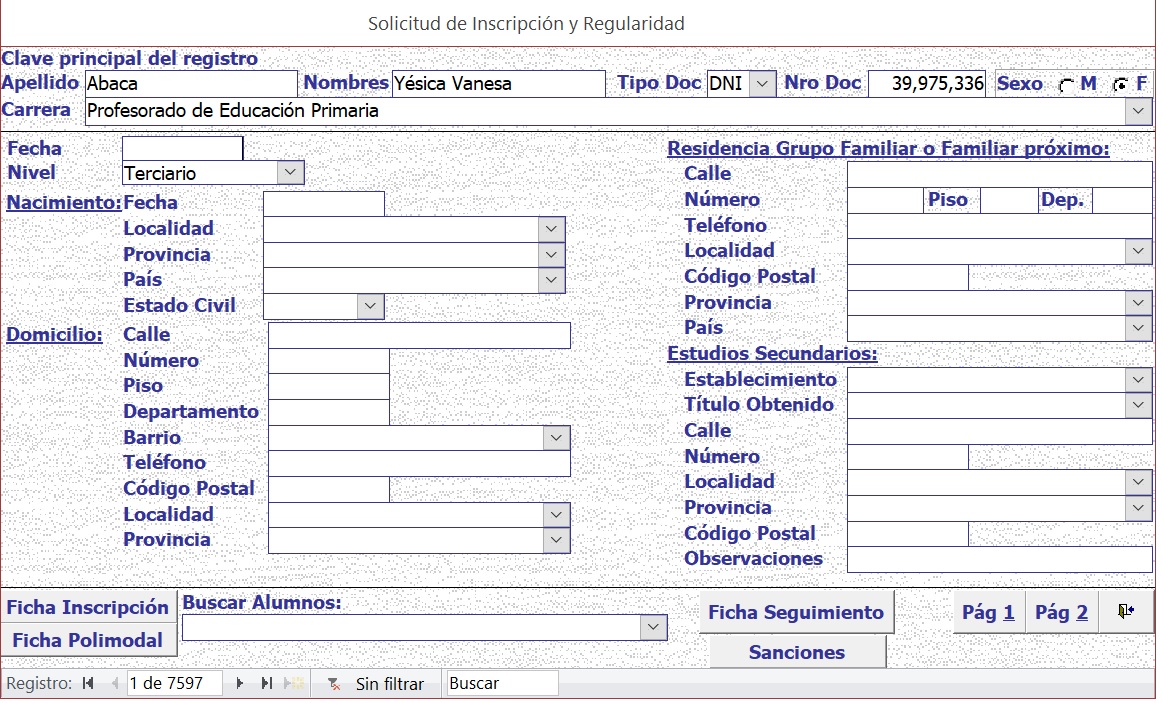 Solicitud de Inscripción y Regularidad
Clave principal del registro
Apellido Abaca Nombres Yésica Vanesa Tipo Doc DNI Nro Doc 39,975,336 Sexo M F
Carrera Profesorado de Educación Primaria
Fecha
Nivel Terciario
Nacimiento: Fecha
Localidad
Provincia
País
Estado Civil
Domicilio: Calle
Número
Piso
Departamento
Barrio
Teléfono
Código Postal
Localidad
Provincia
Residencia Grupo Familiar o Familiar próximo:
Calle
Número Piso Dep.
Teléfono
Localidad
Código Postal
Provincia
País
Estudios Secundarios:
Establecimiento
Título Obtenido
Calle
Número
Localidad
Provincia
Código Postal
Observaciones
Ficha Inscripción
Ficha Polimodal
Buscar Alumnos:
Ficha Seguimiento
Sanciones
Pág 1 Pág 2
Registro: 1 de 7597 Sin filtrar Buscar